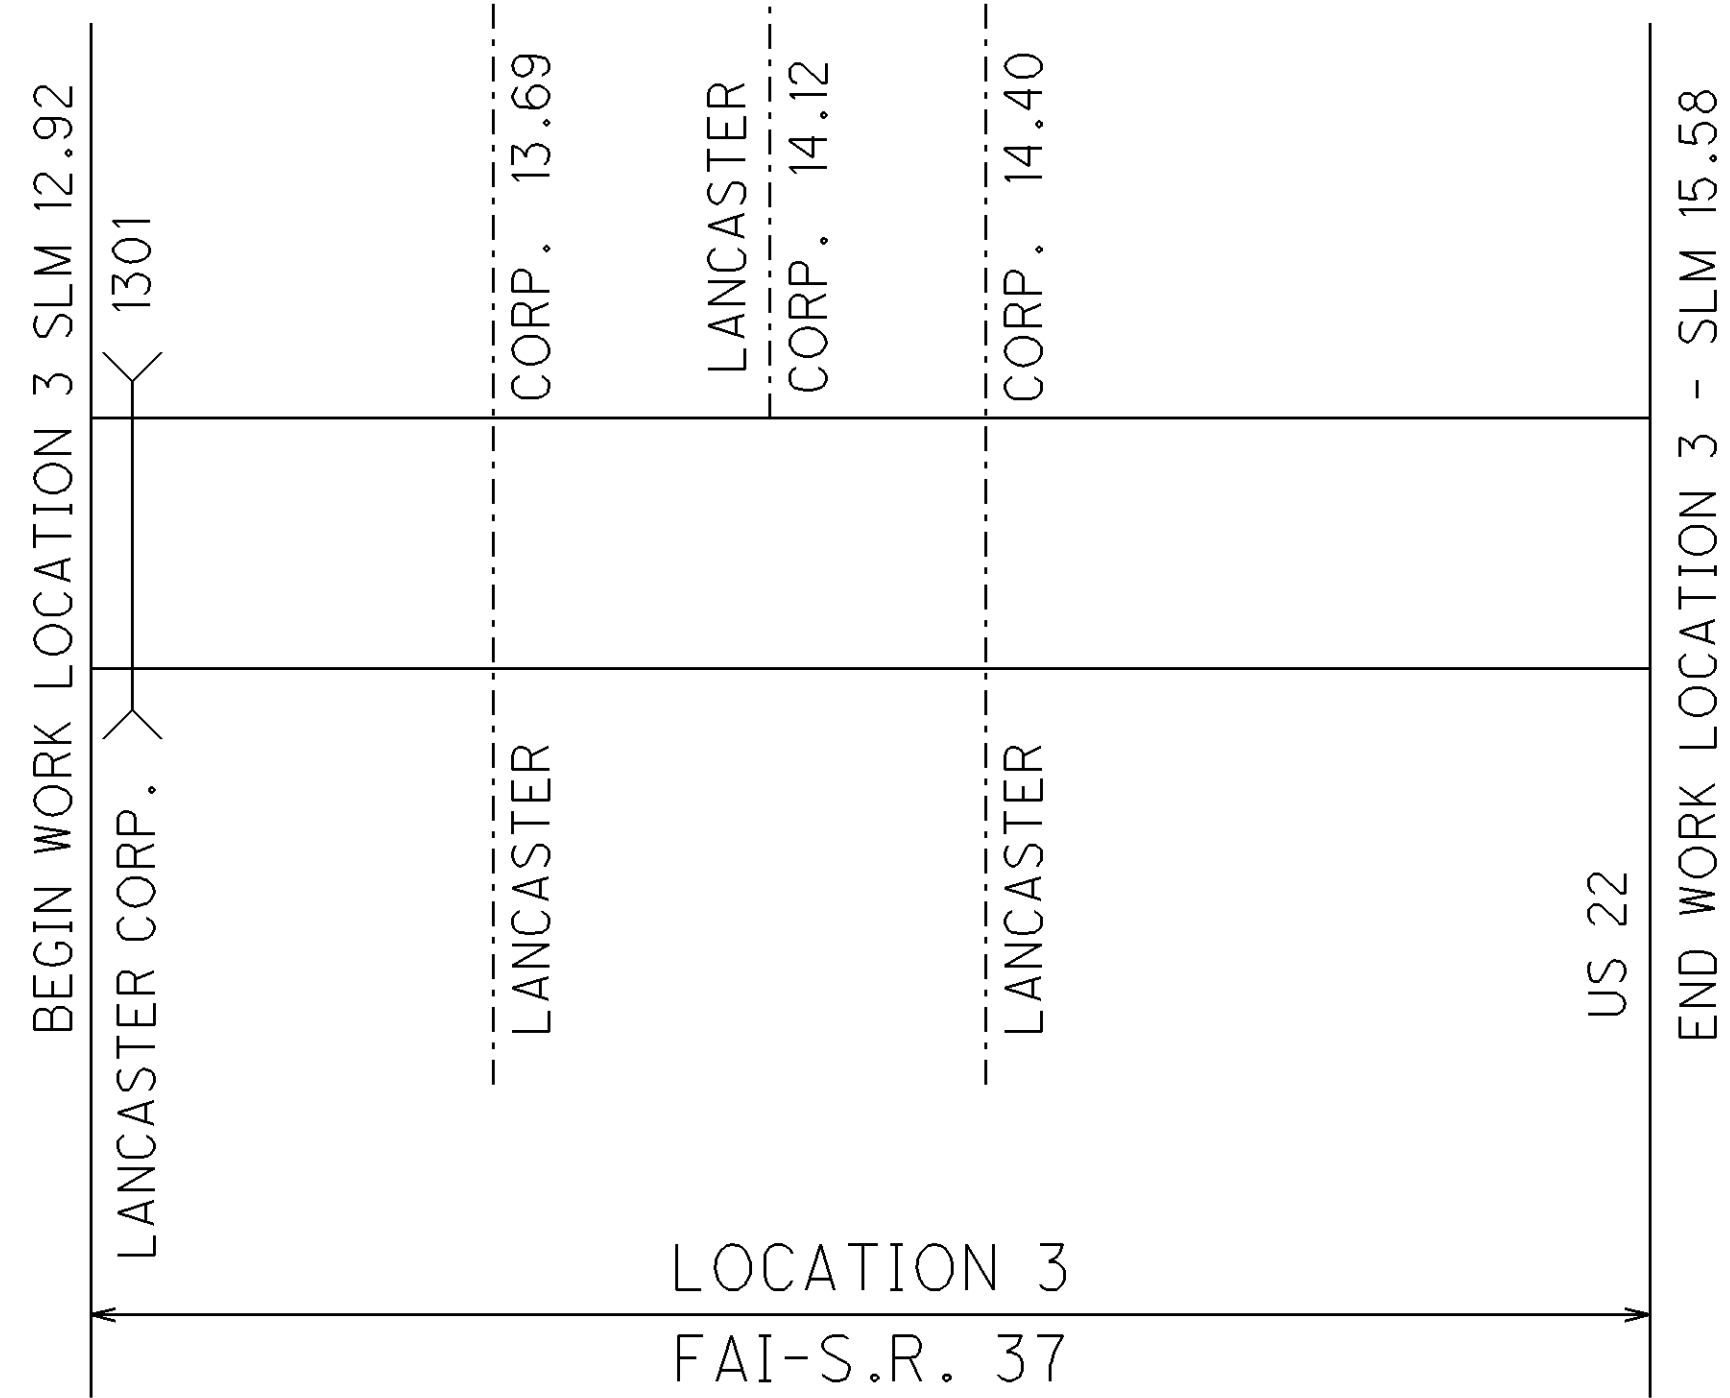 BEGIN WORK LOCATION 3 SLM 12.92
LANCASTER CORP. 1301
LANCASTER CORP. 13.69
LANCASTER
CORP. 14.12
LANCASTER CORP. 14.40
US 22
END WORK LOCATION 3 - SLM 15.58
LOCATION 3
FAI-S.R. 37